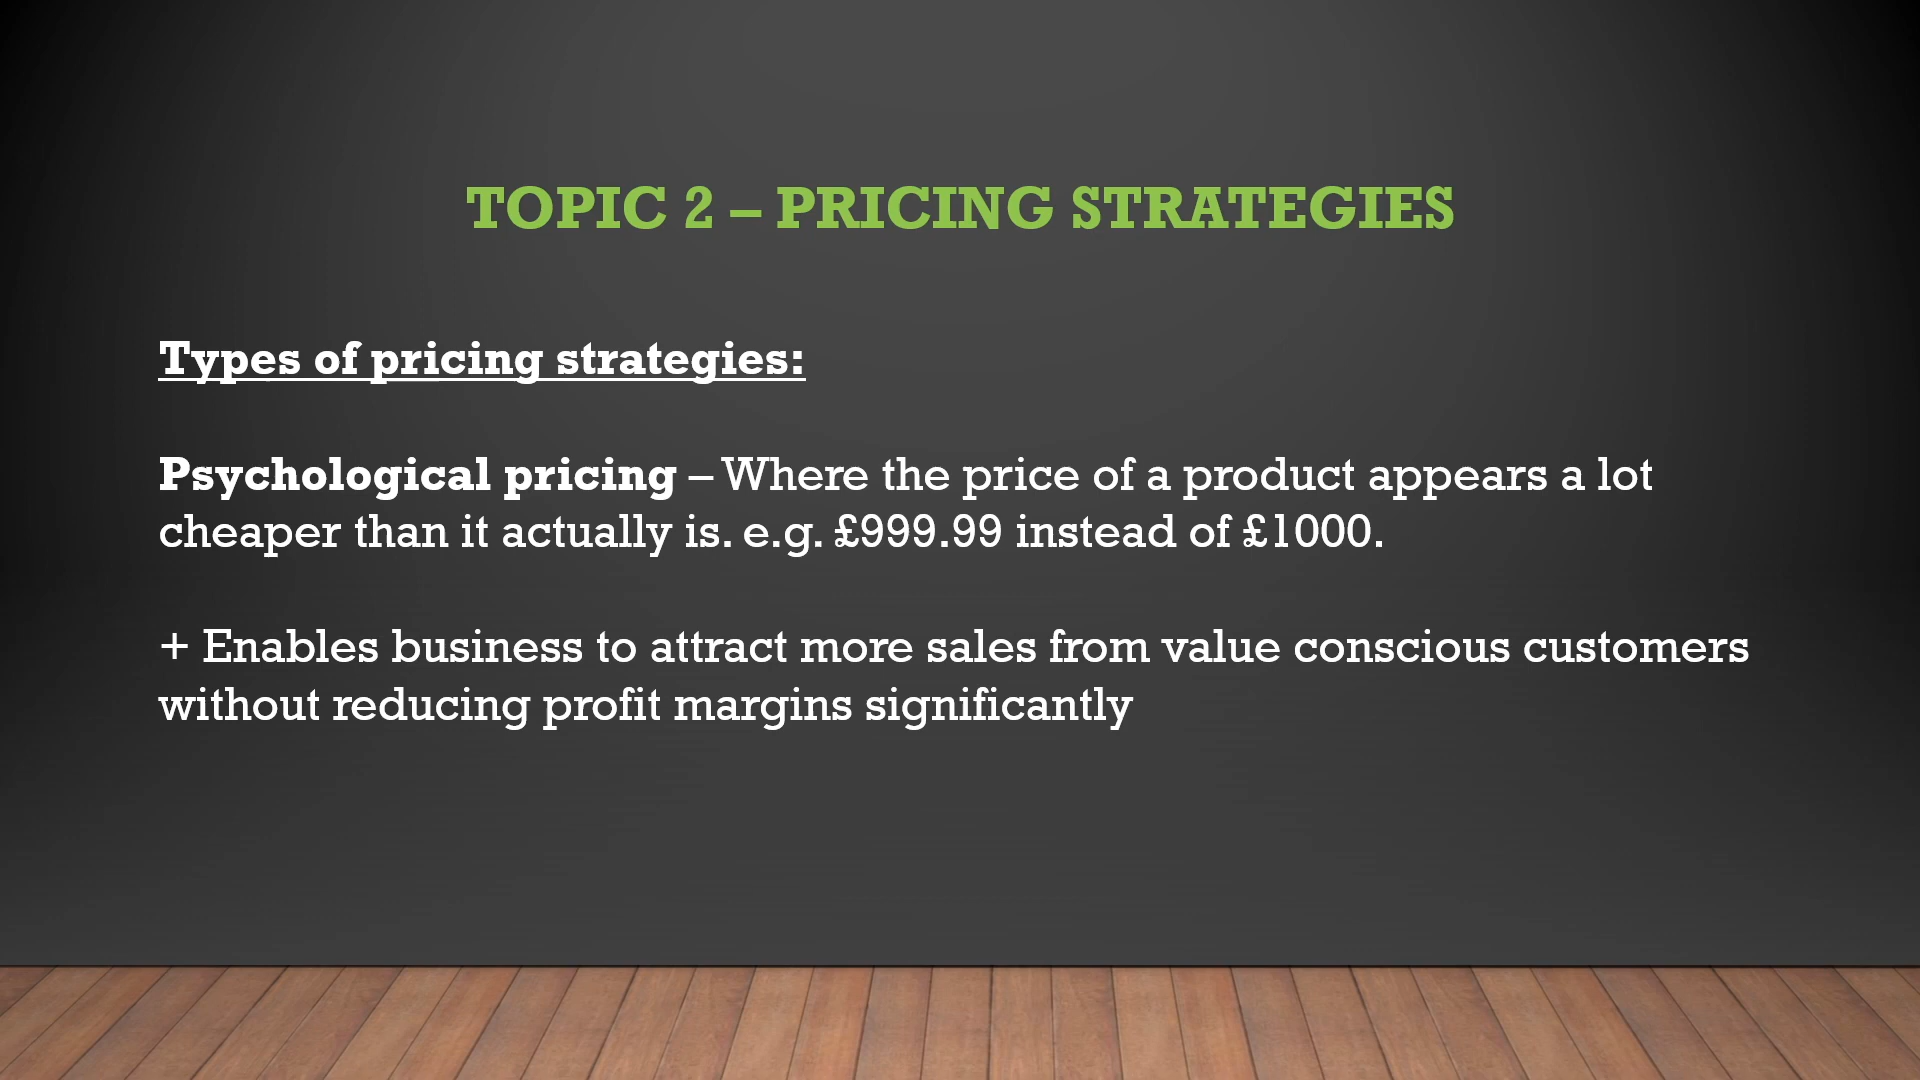 TOPIC 2 – PRICING STRATEGIES
Types of pricing strategies:
Psychological pricing – Where the price of a product appears a lot
cheaper than it actually is. e.g. £999.99 instead of £1000.
+ Enables business to attract more sales from value conscious customers
without reducing profit margins significantly